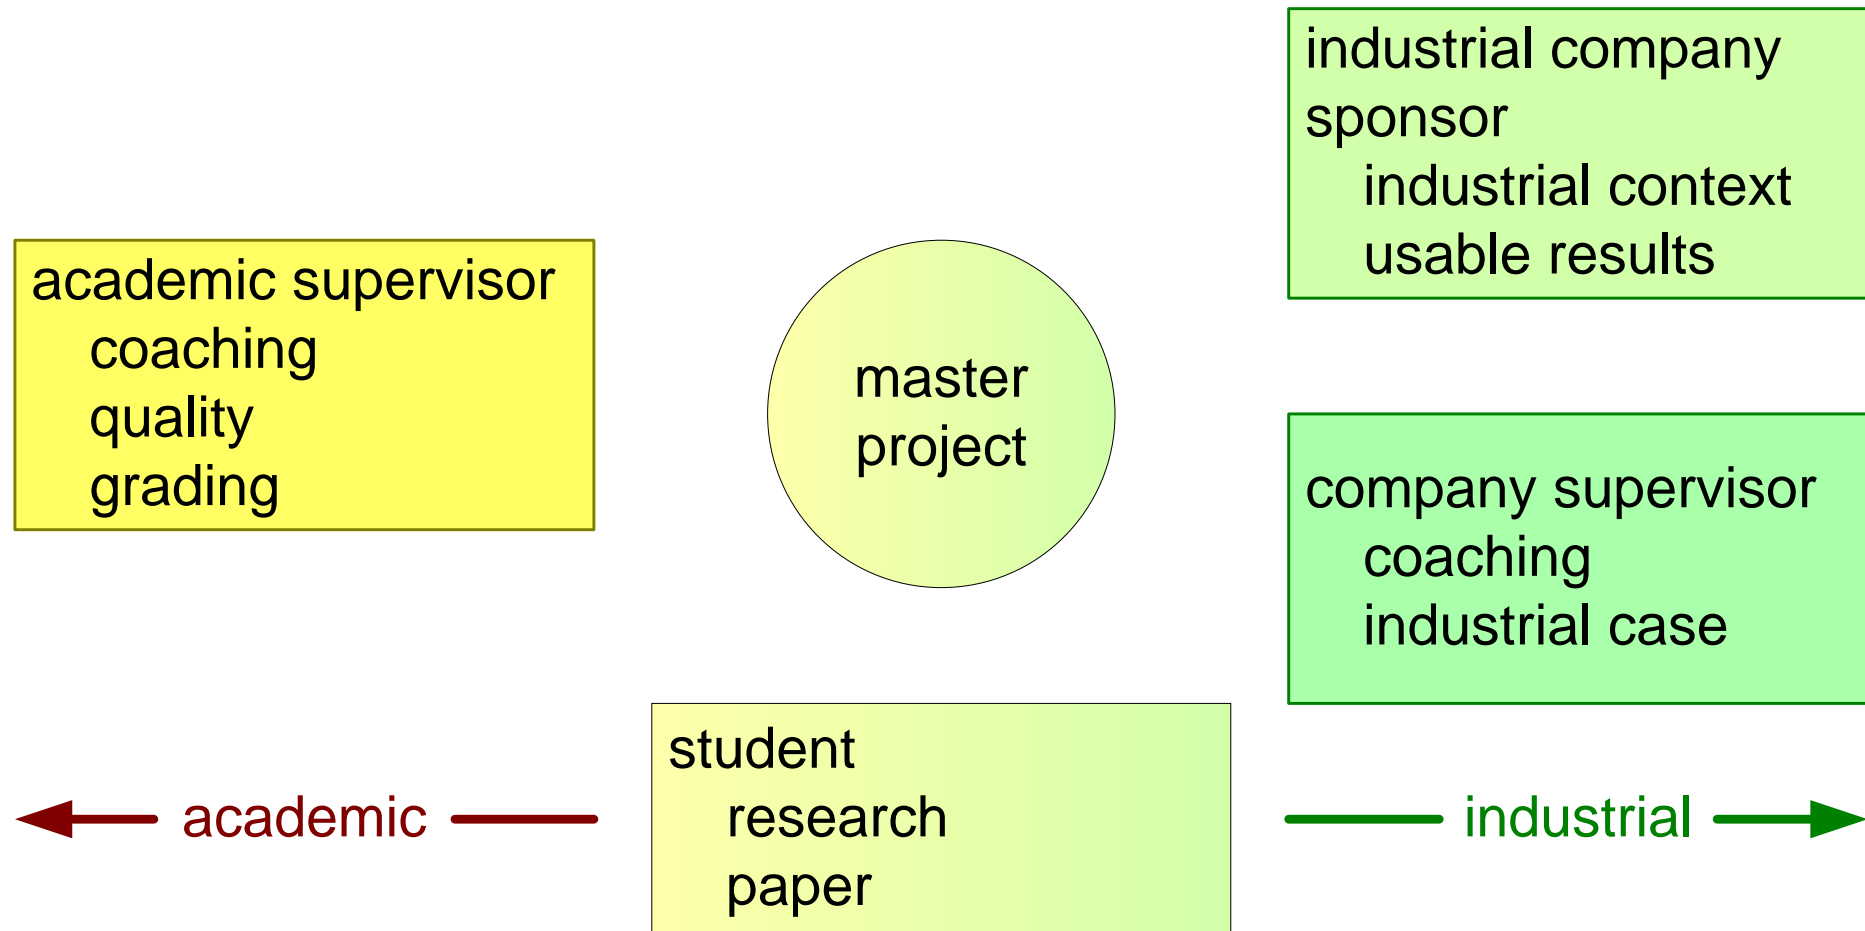 industrial company
sponsor
industrial context
usable results
academic supervisor
coaching
quality
grading
master
project
company supervisor
coaching
industrial case
student
research
paper
academic
industrial